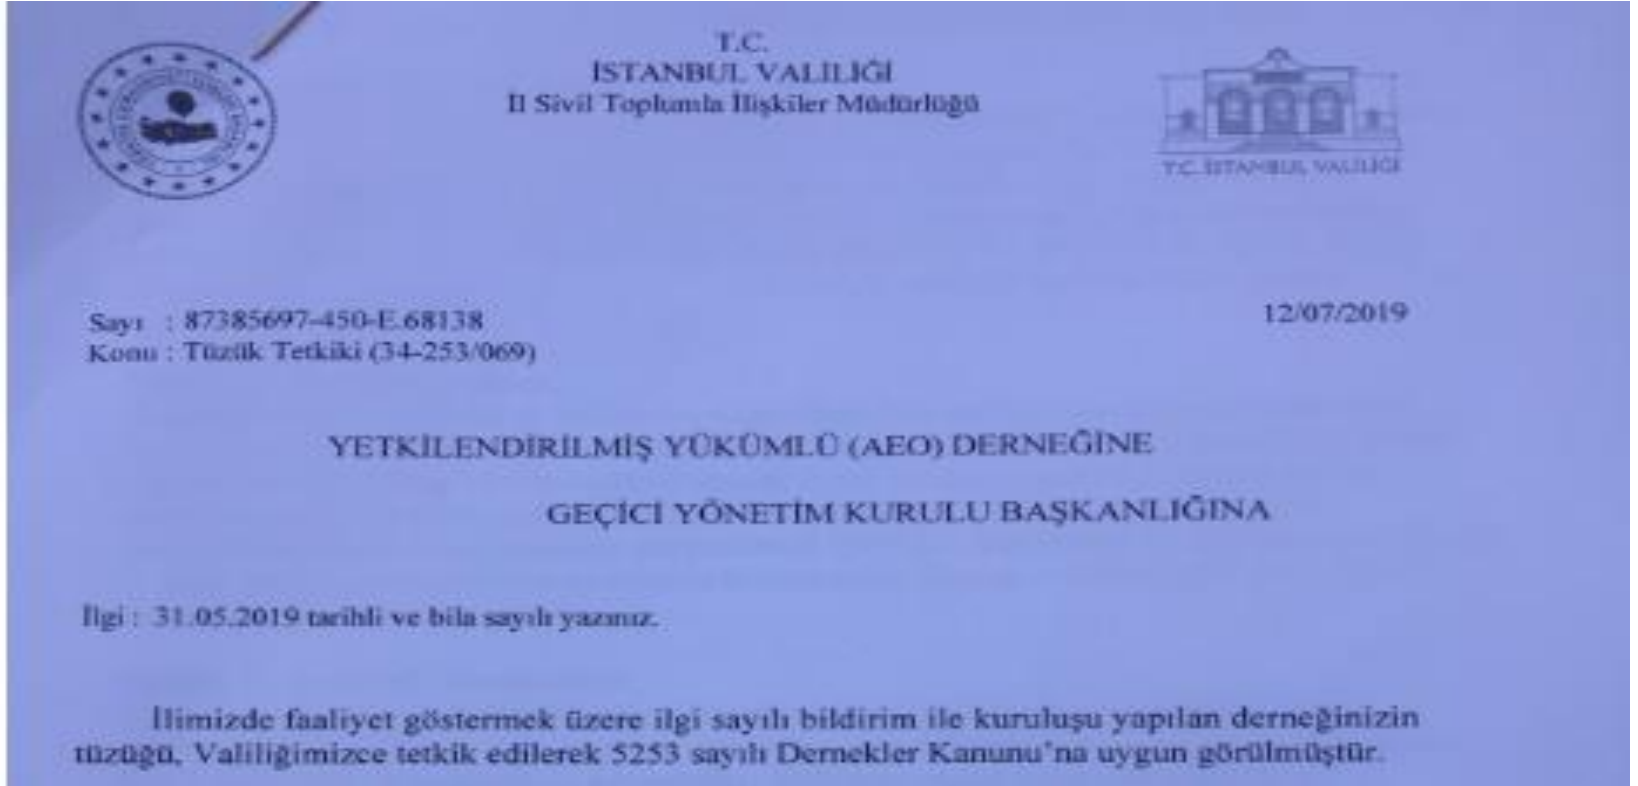 T.C.
İSTANBUL VALİLİĞİ
İl Sivil Toplumla İlişkiler Müdürlüğü
T.C. İSTANBUL VALİLİĞİ
Sayı : 87385697-450-E.68138
12/07/2019
Konu : Tüzük Tetkiki (34-253/069)
YETKİLENDİRİLMİŞ YÜKÜMLÜ (AEO) DERNEĞİNE
GEÇİCİ YÖNETİM KURULU BAŞKANLIĞINA
İlgi : 31.05.2019 tarihli ve bila sayılı yazınız.
İlimizde faaliyet göstermek üzere ilgi sayılı bildirim ile kuruluşu yapılan derneğinizin
tüzüğü, Valiliğimizce tetkik edilerek 5253 sayılı Dernekler Kanunu'na uygun görülmüştür.